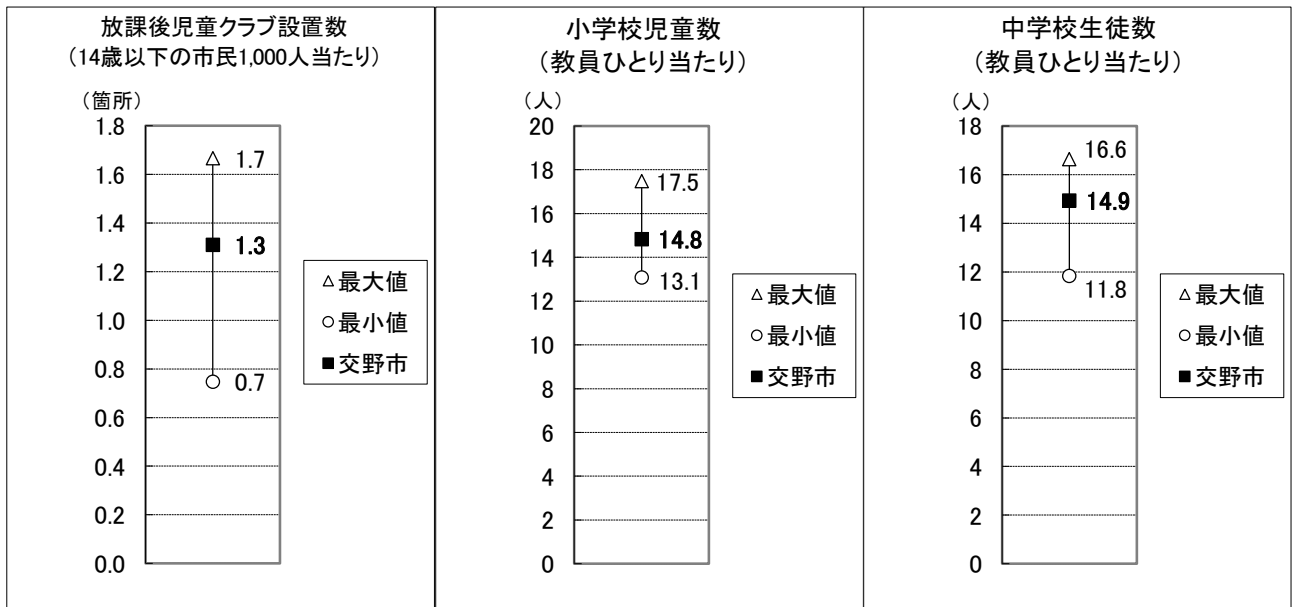 放課後児童クラブ設置数
（14歳以下の市民1,000人当たり）
（箇所）
1.8
1.6
1.4
1.2
1.0
0.8
0.6
0.4
0.2
0.0
1.7
1.3
0.7
△最大値
○最小値
■交野市
小学校児童数
（教員ひとり当たり）
（人）
20
18
16
14
12
10
8
6
4
2
0
17.5
14.8
13.1
△最大値
○最小値
■交野市
中学校生徒数
（教員ひとり当たり）
（人）
18
16
14
12
10
8
6
4
2
0
16.6
14.9
11.8
△最大値
○最小値
■交野市